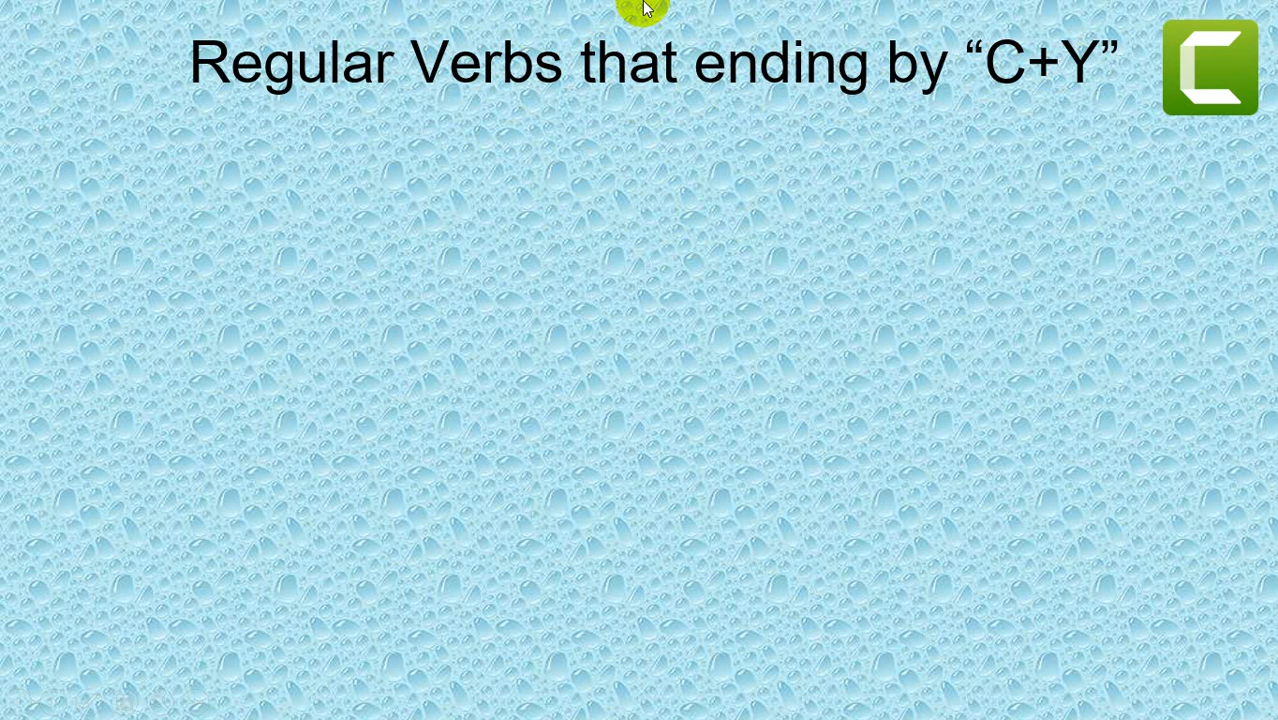 Regular Verbs that ending by “C+Y”